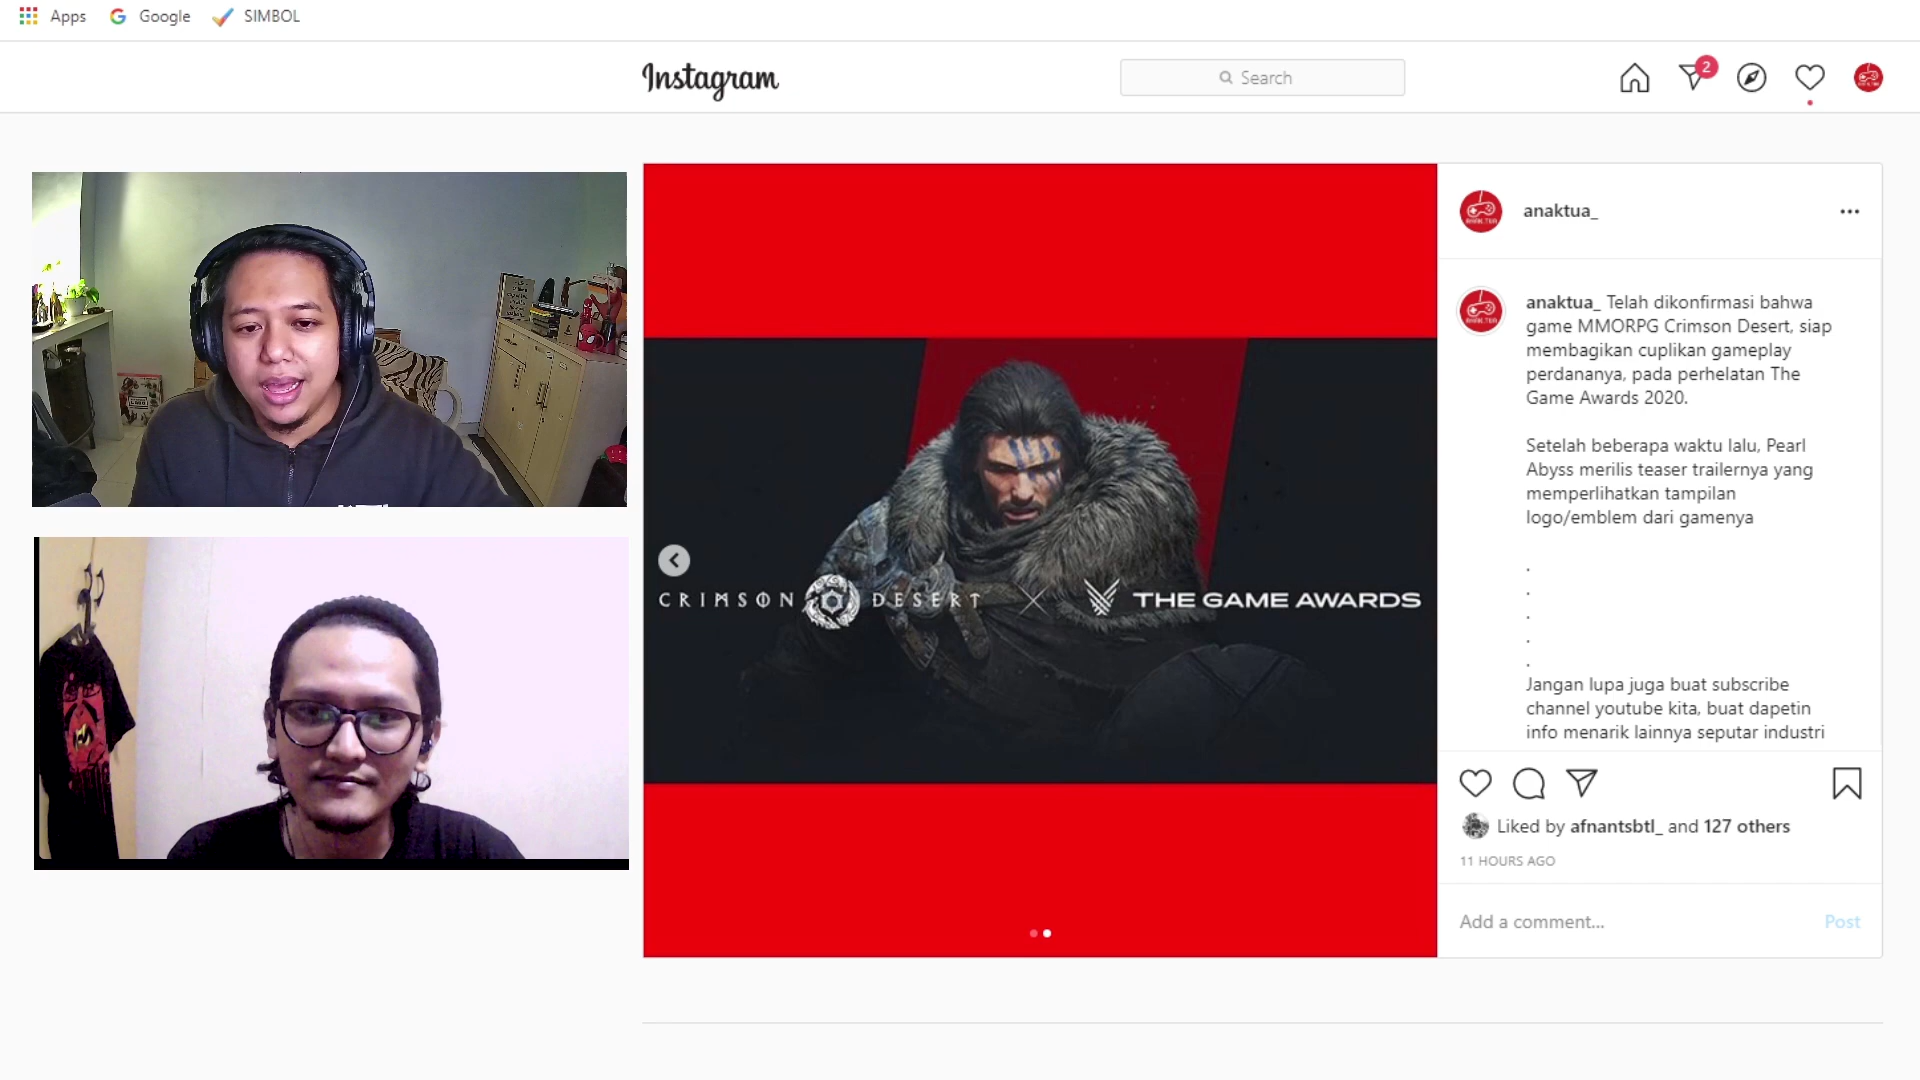 Apps Google SIMBOL
Instagram
Search
2
anaktua_
anaktua_ Telah dikonfirmasi bahwa
game MMORPG Crimson Desert, siap
membagikan cuplikan gameplay
perdananya, pada perhelatan The
Game Awards 2020.
Setelah beberapa waktu lalu, Pearl
Abyss merilis teaser trailernya yang
memperlihatkan tampilan
logo/emblem dari gamenya
.
.
.
.
.
Jangan lupa juga buat subscribe
channel youtube kita, buat dapetin
info menarik lainnya seputar industri
CRIMSON DESERT
THE GAME AWARDS
Liked by afnantsbtl_ and 127 others
11 HOURS AGO
Add a comment...
Post